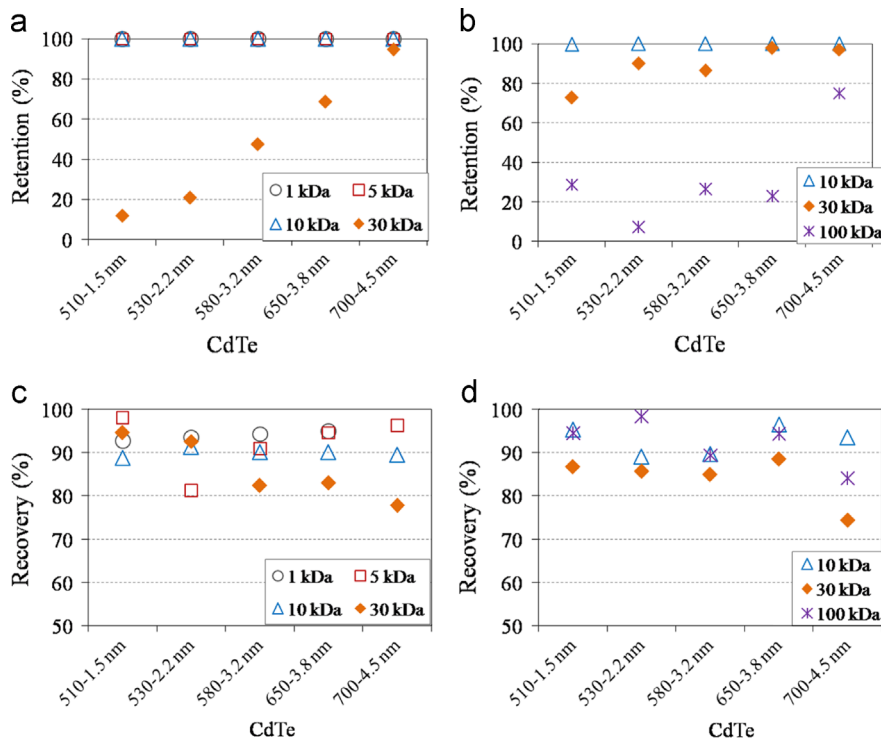 a
Retention (%)
100
80
60
40
20
0
1 kDa
5 kDa
10 kDa
30 kDa
510-1.5 nm
530-2.2 nm
580-3.2 nm
650-3.8 nm
700-4.5 nm
CdTe
b
Retention (%)
100
80
60
40
20
0
10 kDa
30 kDa
100 kDa
510-1.5 nm
530-2.2 nm
580-3.2 nm
650-3.8 nm
700-4.5 nm
CdTe
c
Recovery (%)
100
90
80
70
60
50
1 kDa
5 kDa
10 kDa
30 kDa
510-1.5 nm
530-2.2 nm
580-3.2 nm
650-3.8 nm
700-4.5 nm
CdTe
d
Recovery (%)
100
90
80
70
60
50
10 kDa
30 kDa
100 kDa
510-1.5 nm
530-2.2 nm
580-3.2 nm
650-3.8 nm
700-4.5 nm
CdTe